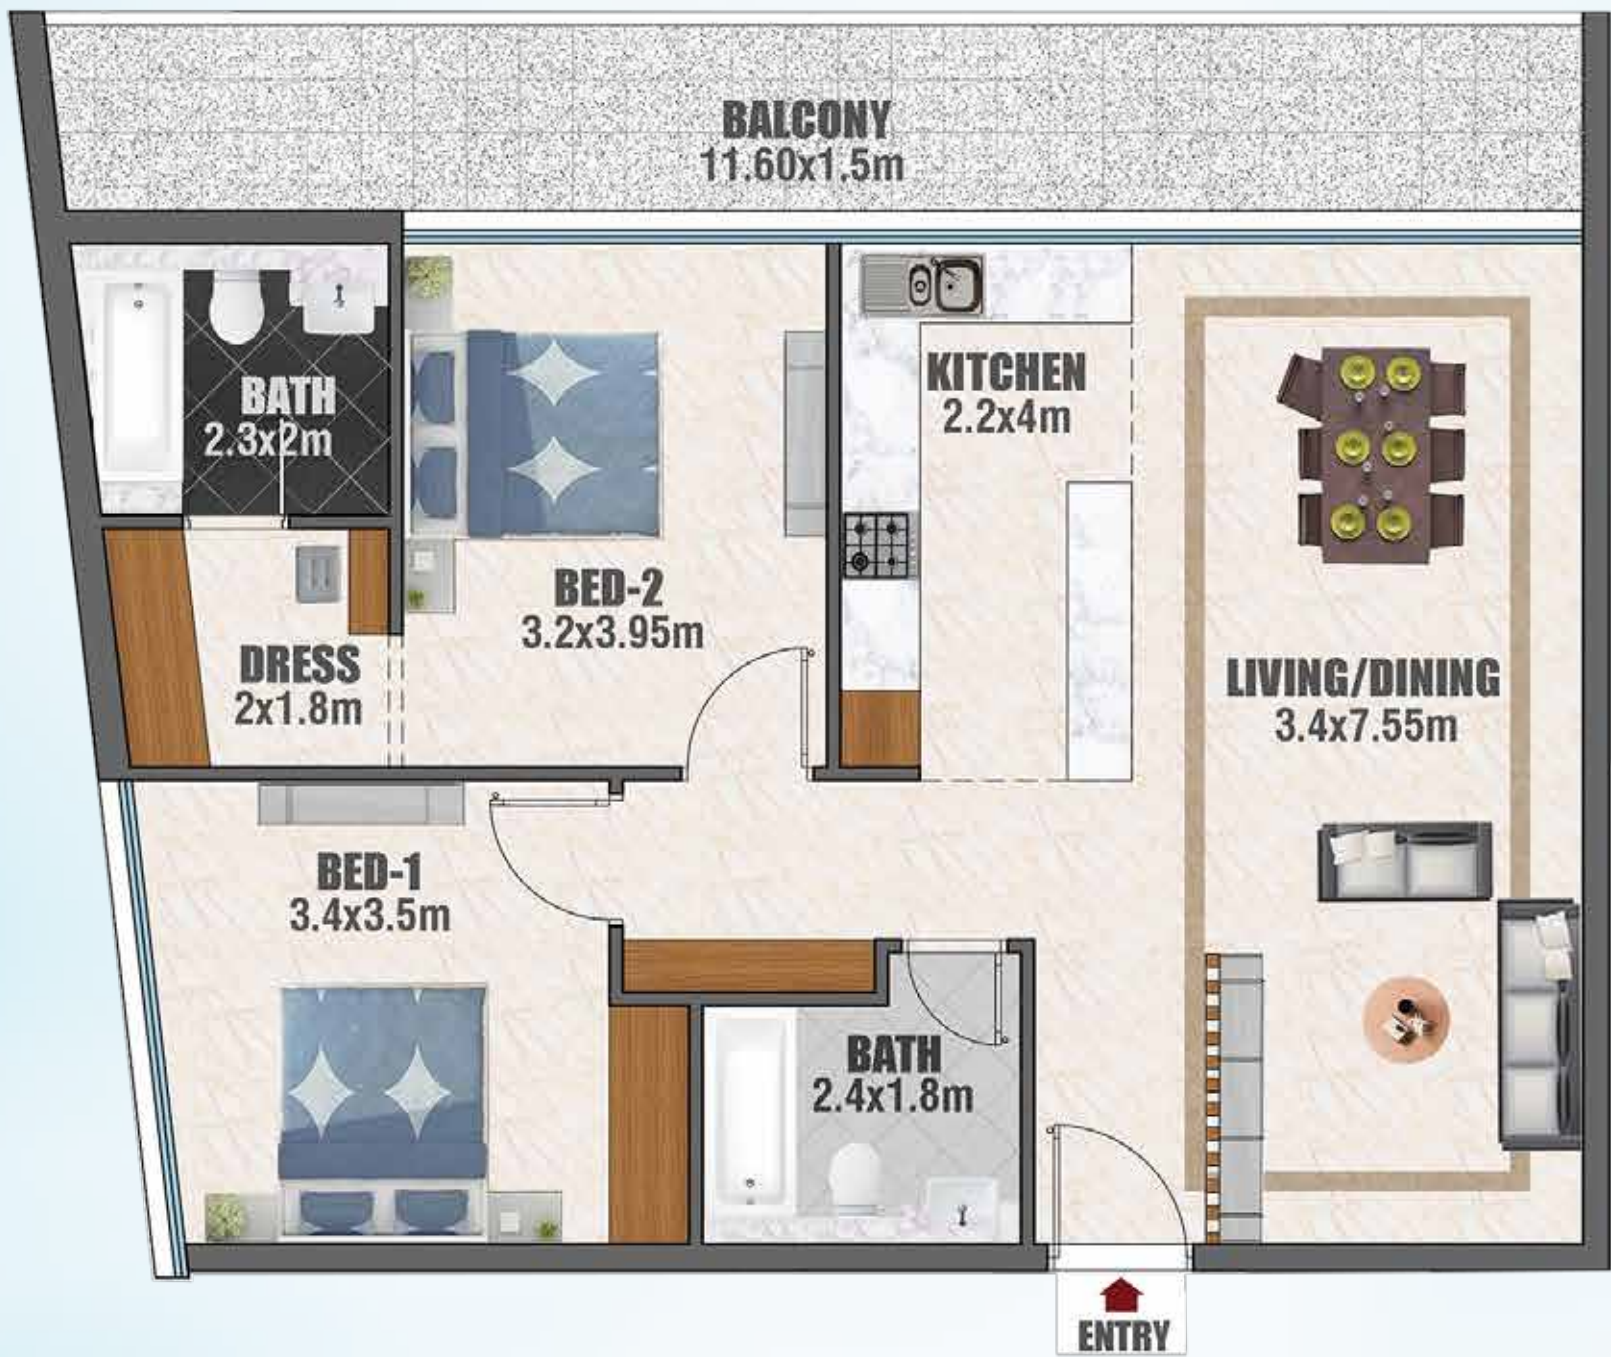 BALCONY
11.60x1.5m
BATH
2.3x2m
KITCHEN
2.2x4m
BED-2
3.2x3.95m
DRESS
2x1.8m
LIVING/DINING
3.4x7.55m
BED-1
3.4x3.5m
BATH
2.4x1.8m
ENTRY